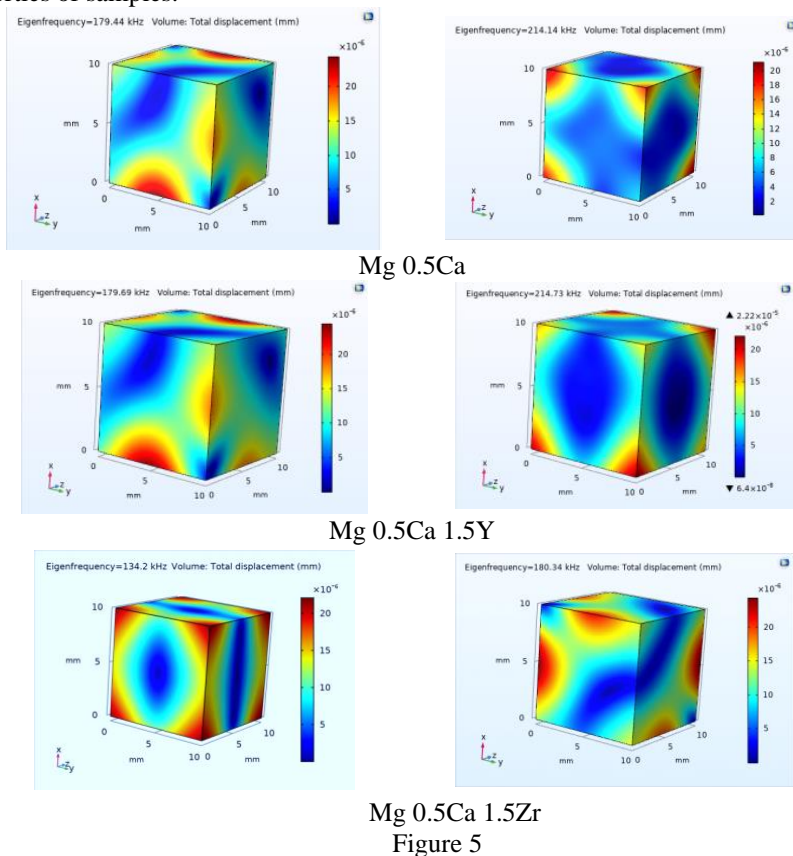 Eigenfrequency=179.44 kHz Volume: Total displacement (mm)
×10⁻⁶
10
5
0
mm
0
5
10
mm
0
10
mm
20
15
10
5
x
z
y
Eigenfrequency=214.14 kHz Volume: Total displacement (mm)
×10⁻⁶
10
5
0
mm
0
5
10
mm
0
5
10
mm
20
18
16
14
12
10
8
6
4
2
x
z
y
Mg 0.5Ca
Eigenfrequency=179.69 kHz Volume: Total displacement (mm)
×10⁻⁶
10
5
0
mm
0
5
10
mm
0
5
10
mm
20
15
10
5
x
z
y
Eigenfrequency=214.73 kHz Volume: Total displacement (mm)
▲ 2.22×10⁻⁵
×10⁻⁶
10
5
0
mm
0
5
10
mm
0
5
10
mm
20
15
10
5
▼ 6.4×10⁻⁸
x
z
y
Mg 0.5Ca 1.5Y
Eigenfrequency=134.2 kHz Volume: Total displacement (mm)
×10⁻⁶
10
5
0
mm
0
5
10
mm
0
5
10
mm
20
15
10
5
x
z
y
Eigenfrequency=180.34 kHz Volume: Total displacement (mm)
×10⁻⁶
10
5
0
mm
0
5
10
mm
0
5
10
mm
20
15
10
5
x
z
y
Mg 0.5Ca 1.5Zr
Figure 5